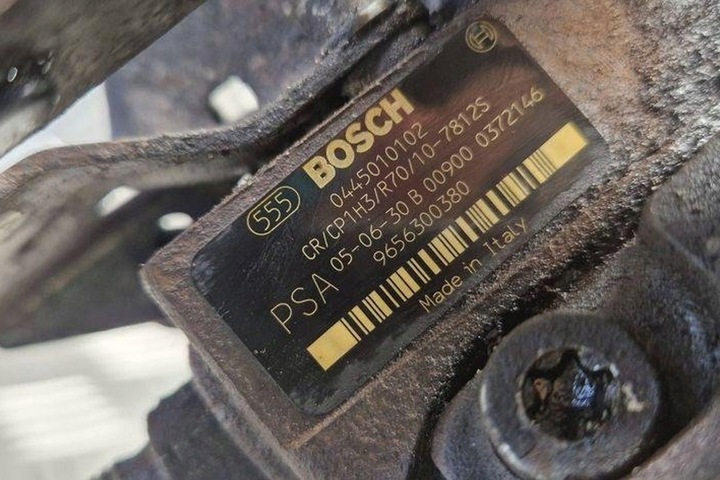 BOSCH
555
0445010102
CR/CP1H3/R70/10-7812S
PSA 05-06-30 B 00900 0372146
9656300380
Made in Italy